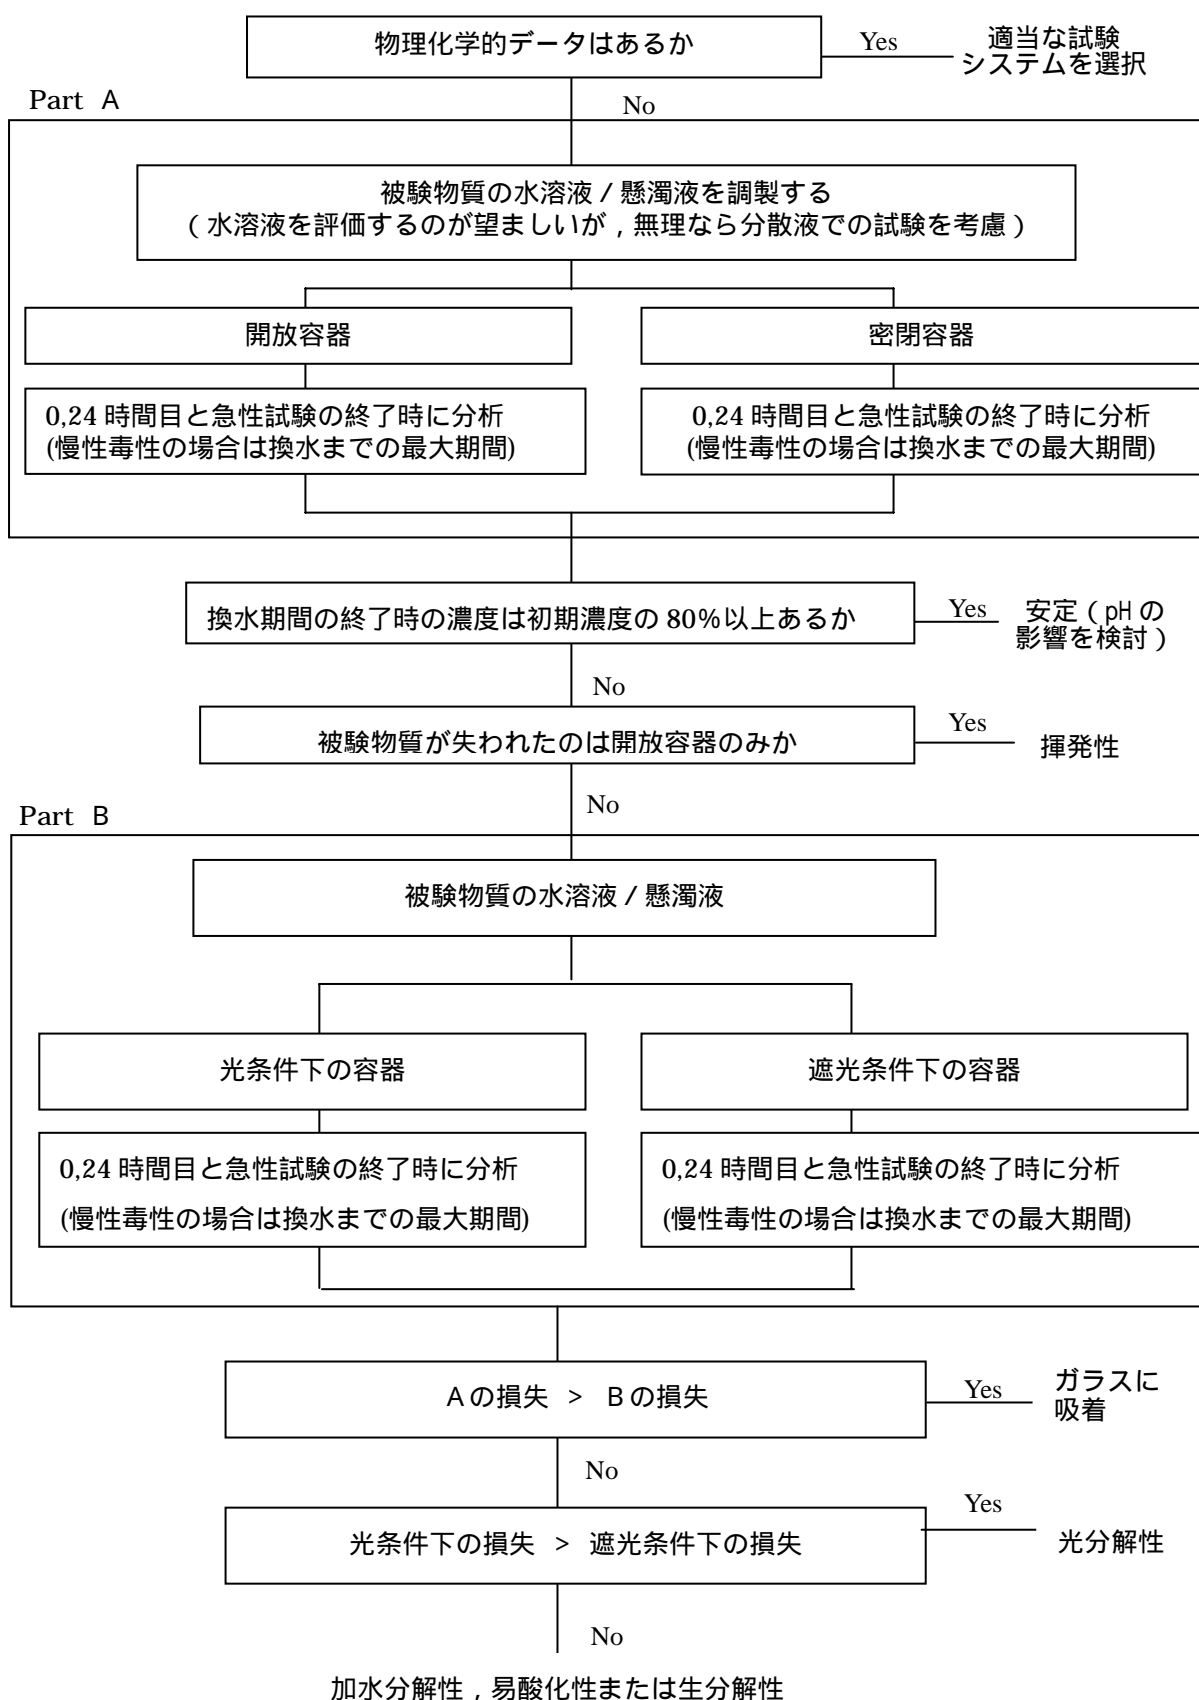 物理化学的データはあるか
Yes
適当な試験
システムを選択
Part A
No
被験物質の水溶液 / 懸濁液を調製する
( 水溶液を評価するのが望ましいが , 無理なら分散液での試験を考慮 )
開放容器
密閉容器
0,24 時間目と急性試験の終了時に分析
(慢性毒性の場合は換水までの最大期間)
0,24 時間目と急性試験の終了時に分析
(慢性毒性の場合は換水までの最大期間)
換水期間の終了時の濃度は初期濃度の 80%以上あるか
Yes
安定 ( pH の
影響を検討 )
No
被験物質が失われたのは開放容器のみか
Yes
揮発性
No
Part B
被験物質の水溶液 / 懸濁液
光条件下の容器
遮光条件下の容器
0,24 時間目と急性試験の終了時に分析
(慢性毒性の場合は換水までの最大期間)
0,24 時間目と急性試験の終了時に分析
(慢性毒性の場合は換水までの最大期間)
Aの損失 > Bの損失
Yes
ガラスに
吸着
No
光条件下の損失 > 遮光条件下の損失
Yes
光分解性
No
加水分解性 , 易酸化性または生分解性